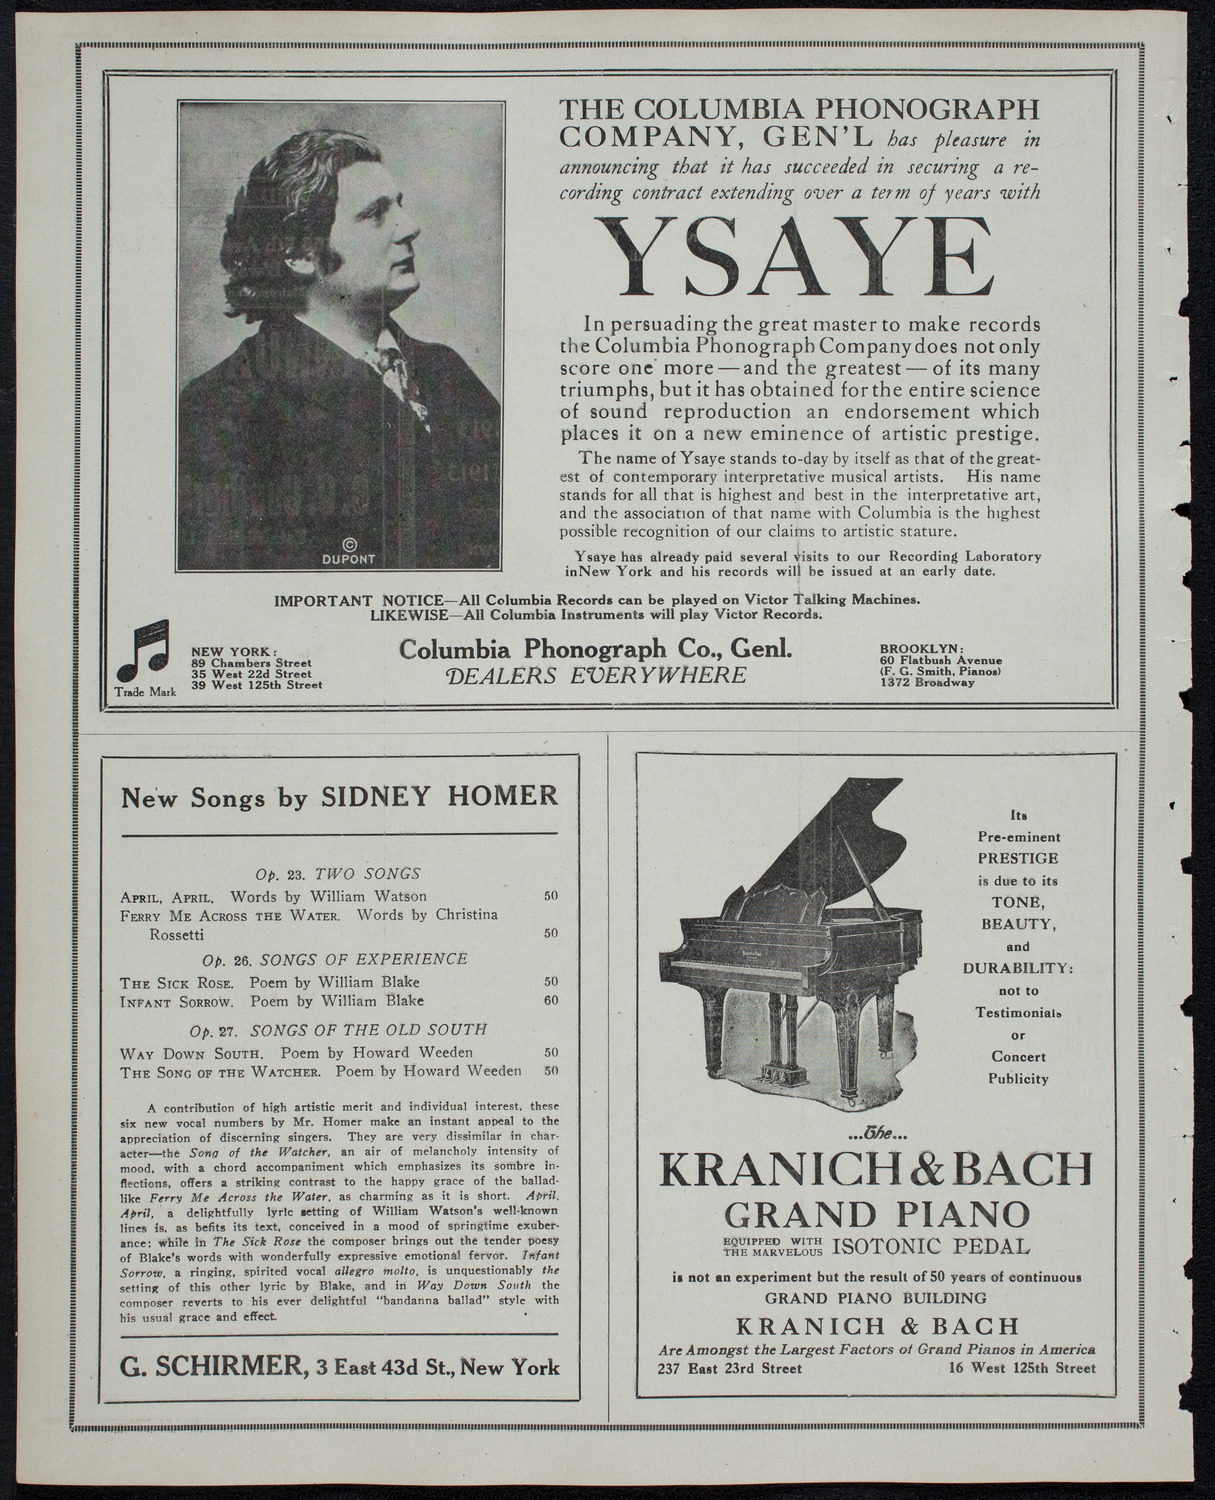 THE COLUMBIA PHONOGRAPH
COMPANY, GEN'L has pleasure in
announcing that it has succeeded in securing a re-
cording contract extending over a term of years with
YSAYE
In persuading the great master to make records
the Columbia Phonograph Company does not only
score one more—and the greatest—of its many
triumphs, but it has obtained for the entire science
of sound reproduction an endorsement which
places it on a new eminence of artistic prestige.
The name of Ysaye stands to-day by itself as that of the great-
est of contemporary interpretative musical artists. His name
stands for all that is highest and best in the interpretative art,
and the association of that name with Columbia is the highest
possible recognition of our claims to artistic stature.
Ysaye has already paid several visits to our Recording Laboratory
inNew York and his records will be issued at an early date.
©
DUPONT
IMPORTANT NOTICE—All Columbia Records can be played on Victor Talking Machines.
LIKEWISE—All Columbia Instruments will play Victor Records.
Trade Mark
NEW YORK:
89 Chambers Street
35 West 22d Street
39 West 125th Street
Columbia Phonograph Co., Genl.
DEALERS EVERYWHERE
BROOKLYN:
60 Flatbush Avenue
(F. G. Smith, Pianos)
1372 Broadway
New Songs by SIDNEY HOMER
Op. 23. TWO SONGS
APRIL, APRIL. Words by William Watson 50
FERRY ME ACROSS THE WATER. Words by Christina
Rossetti 50
Op. 26. SONGS OF EXPERIENCE
THE SICK ROSE. Poem by William Blake 50
INFANT SORROW. Poem by William Blake 60
Op. 27. SONGS OF THE OLD SOUTH
WAY DOWN SOUTH. Poem by Howard Weeden 50
THE SONG OF THE WATCHER. Poem by Howard Weeden 50
A contribution of high artistic merit and individual interest, these
six new vocal numbers by Mr. Homer make an instant appeal to the
appreciation of discerning singers. They are very dissimilar in char-
acter—the Song of the Watcher, an air of melancholy intensity of
mood, with a chord accompaniment which emphasizes its sombre in-
flections, offers a striking contrast to the happy grace of the ballad-
like Ferry Me Across the Water, as charming as it is short. April,
April, a delightfully lyric setting of William Watson's well-known
lines is, as befits its text, conceived in a mood of springtime exuber-
ance; while in The Sick Rose the composer brings out the tender poesy
of Blake's words with wonderfully expressive emotional fervor. Infant
Sorrow, a ringing, spirited vocal allegro molto, is unquestionably the
setting of this other lyric by Blake, and in Way Down South the
composer reverts to his ever delightful "bandanna ballad" style with
his usual grace and effect.
G. SCHIRMER, 3 East 43d St., New York
Its
Pre-eminent
PRESTIGE
is due to its
TONE,
BEAUTY,
and
DURABILITY:
not to
Testimonials
or
Concert
Publicity
...The...
KRANICH & BACH
GRAND PIANO
EQUIPPED WITH
THE MARVELOUS ISOTONIC PEDAL
is not an experiment but the result of 50 years of continuous
GRAND PIANO BUILDING
KRANICH & BACH
Are Amongst the Largest Factors of Grand Pianos in America
237 East 23rd Street 16 West 125th Street